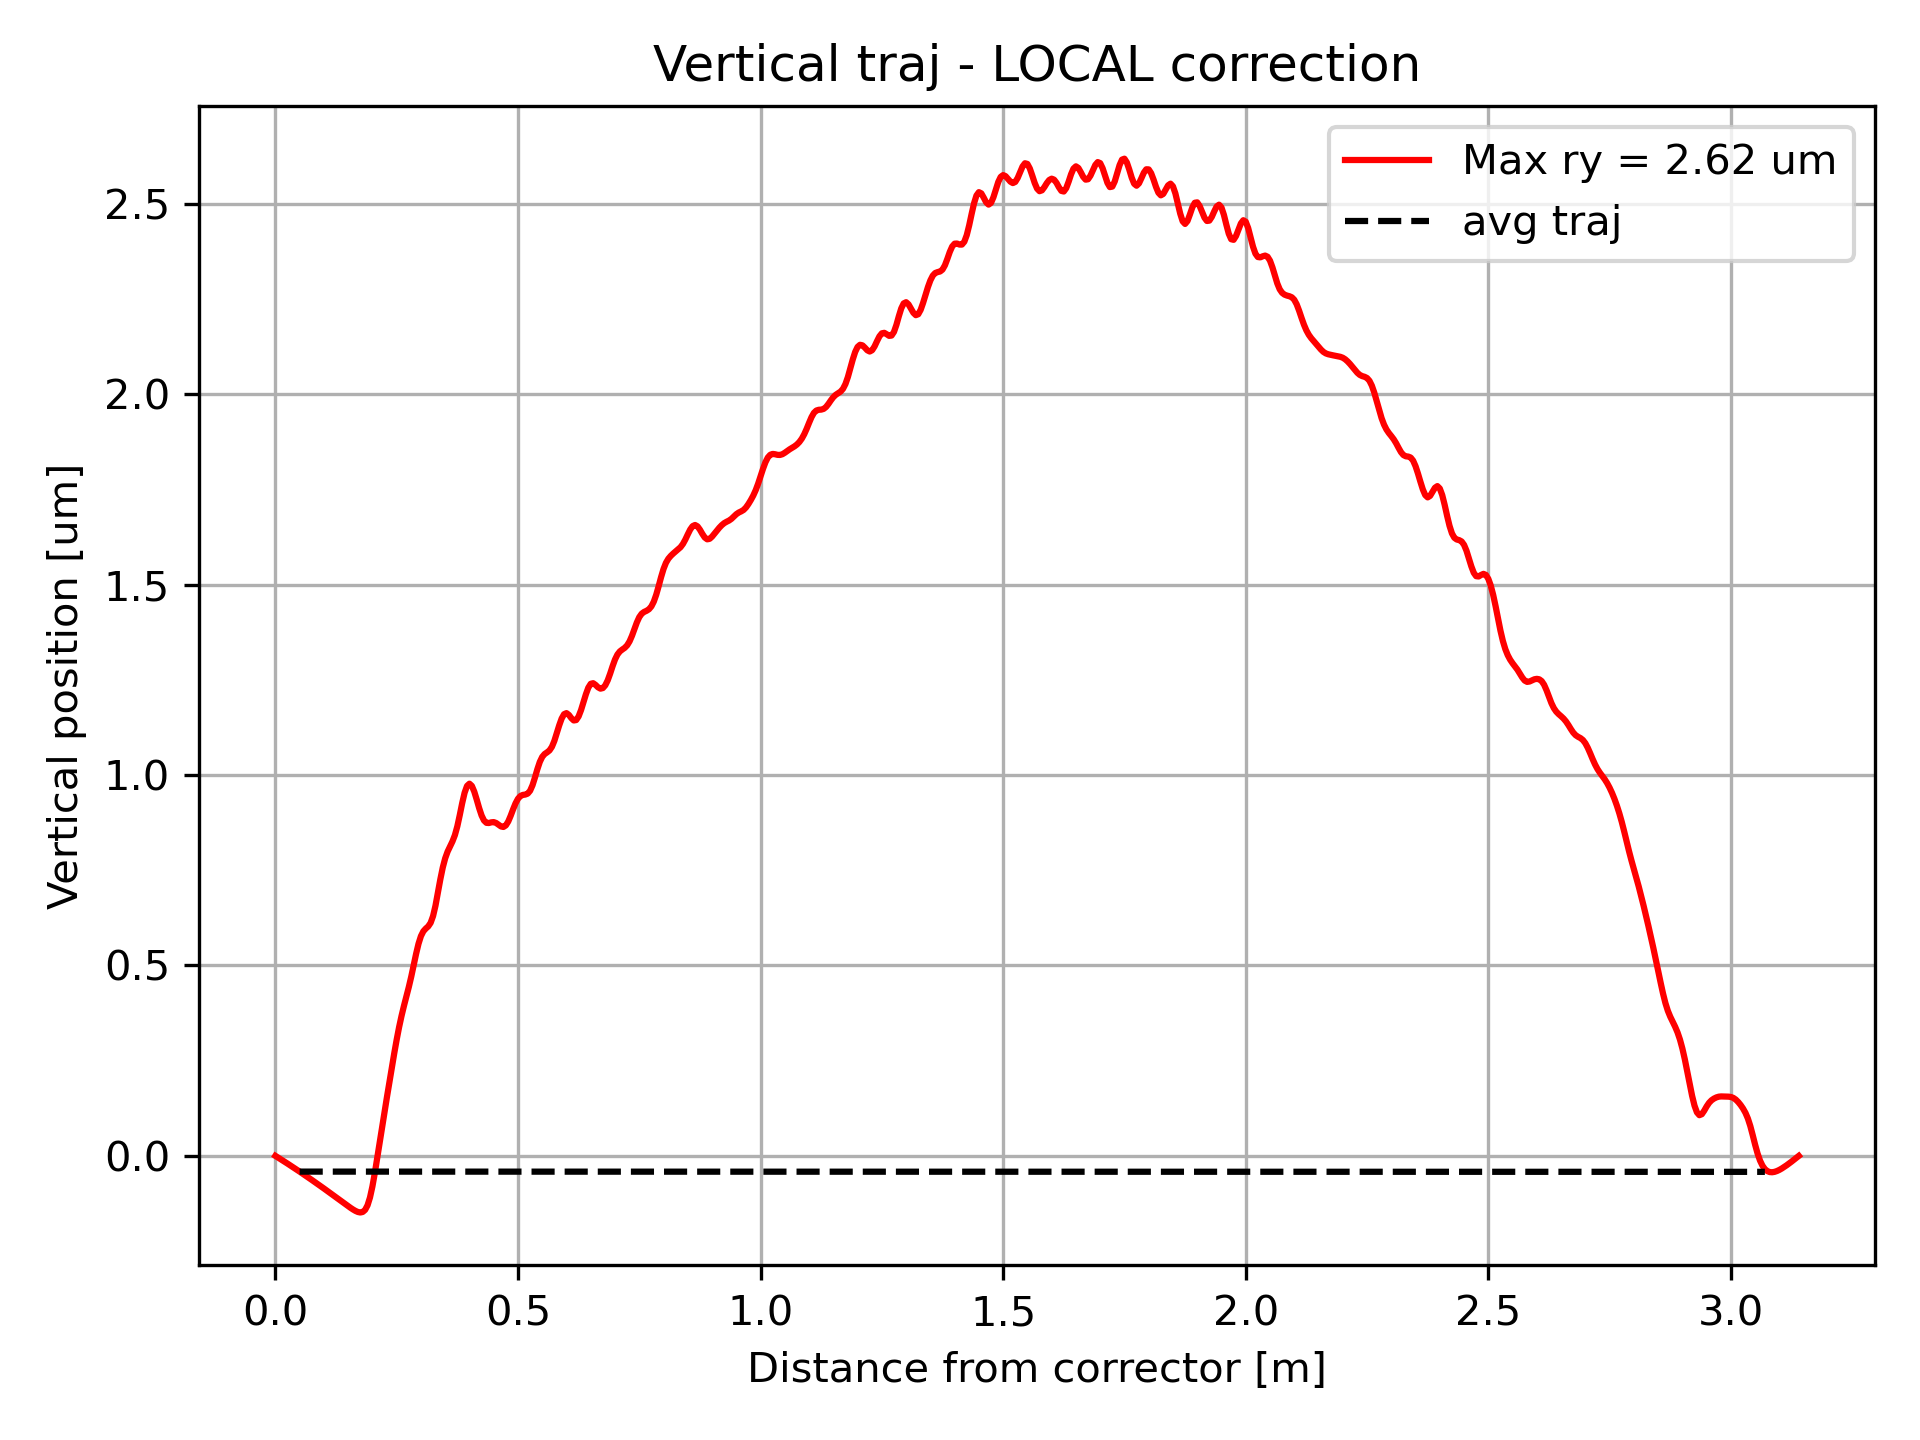 Vertical traj - LOCAL correction
Max ry = 2.62 um
avg traj
Vertical position [um]
2.5
2.0
1.5
1.0
0.5
0.0
0.0 0.5 1.0 1.5 2.0 2.5 3.0
Distance from corrector [m]